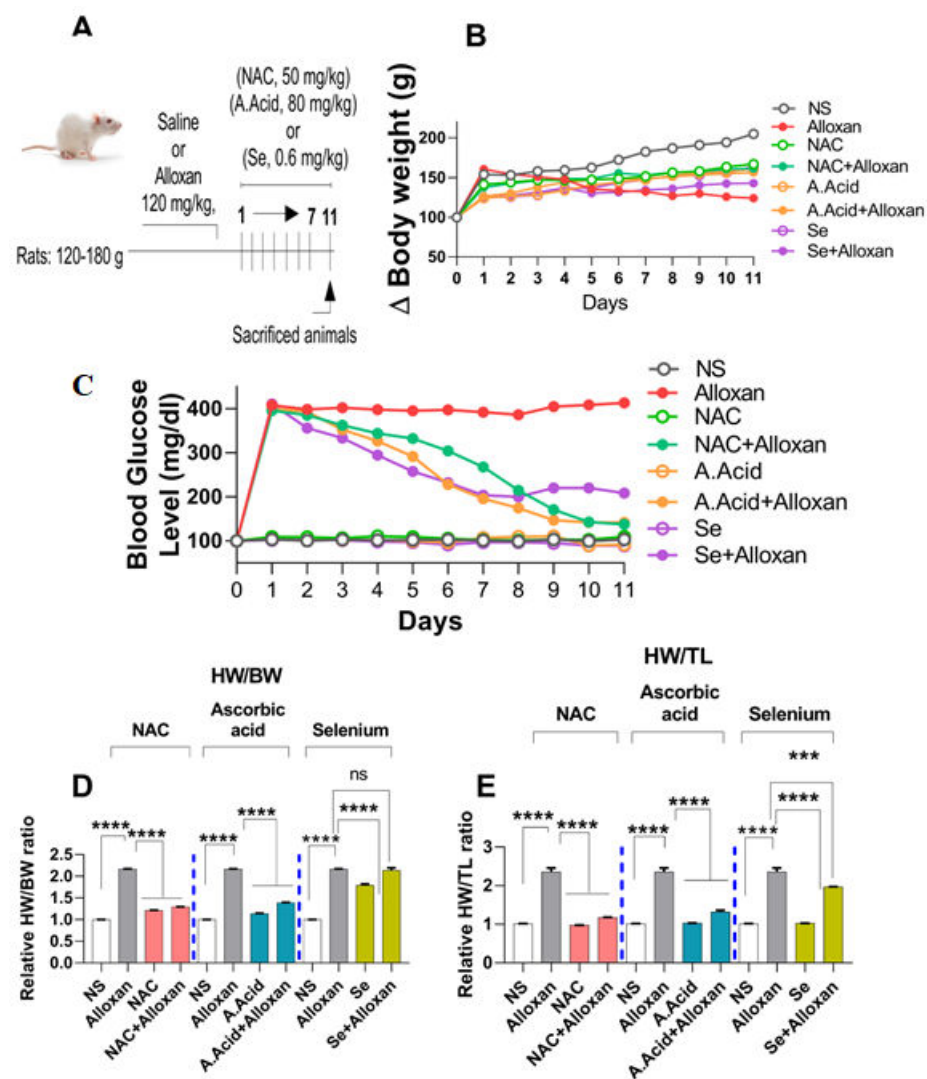 A
(NAC, 50 mg/kg)
(A.Acid, 80 mg/kg)
or
(Se, 0.6 mg/kg)
Saline
or
Alloxan
120 mg/kg,
1
7 11
Rats: 120-180 g
Sacrificed animals
B
Δ Body weight (g)
200
150
100
50
0 1 2 3 4 5 6 7 8 9 10 11
Days
NS
Alloxan
NAC
NAC+Alloxan
A.Acid
A.Acid+Alloxan
Se
Se+Alloxan
C
Blood Glucose
Level (mg/dl)
400
300
200
100
0 1 2 3 4 5 6 7 8 9 10 11
Days
NS
Alloxan
NAC
NAC+Alloxan
A.Acid
A.Acid+Alloxan
Se
Se+Alloxan
HW/BW
NAC
Ascorbic
acid
Selenium
D
ns
**** **** **** **** **** ****
Relative HW/BW ratio
2.5
2.0
1.5
1.0
0.5
0.0
NS
Alloxan
NAC
NAC+Alloxan
NS
Alloxan
A.Acid
A.Acid+Alloxan
NS
Alloxan
Se
Se+Alloxan
HW/TL
NAC
Ascorbic
acid
Selenium
E
***
**** **** **** **** **** ****
Relative HW/TL ratio
3
2
1
0
NS
Alloxan
NAC
NAC+Alloxan
NS
Alloxan
A.Acid
A.Acid+Alloxan
NS
Alloxan
Se
Se+Alloxan